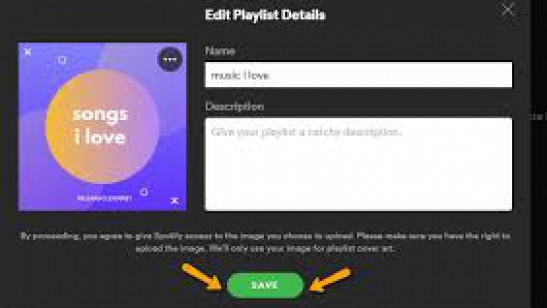 Edit Playlist Details
Name
music i love
Description
Give your playlist a catchy description.
songs
i love
By proceeding, you agree to give Spotify access to the image you choose to upload. Please make sure you have the right to
upload the image. We'll only use your image for playlist cover art.
SAVE